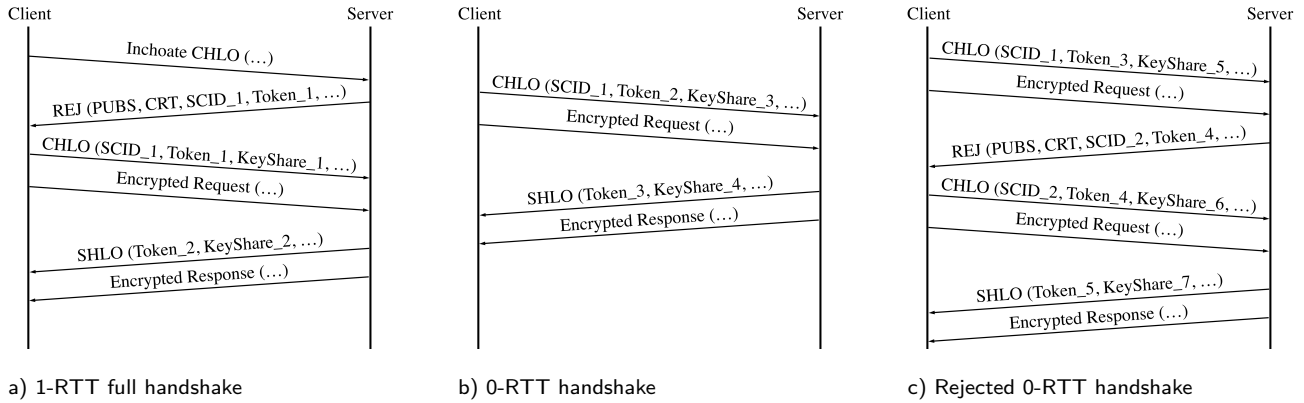 Client
Server
Inchoate CHLO (…)
REJ (PUBS, CRT, SCID_1, Token_1, …)
CHLO (SCID_1, Token_1, KeyShare_1, …)
Encrypted Request (…)
SHLO (Token_2, KeyShare_2, …)
Encrypted Response (…)
a) 1-RTT full handshake
Client
Server
CHLO (SCID_1, Token_2, KeyShare_3, …)
Encrypted Request (…)
SHLO (Token_3, KeyShare_4, …)
Encrypted Response (…)
b) 0-RTT handshake
Client
Server
CHLO (SCID_1, Token_3, KeyShare_5, …)
Encrypted Request (…)
REJ (PUBS, CRT, SCID_2, Token_4, …)
CHLO (SCID_2, Token_4, KeyShare_6, …)
Encrypted Request (…)
SHLO (Token_5, KeyShare_7, …)
Encrypted Response (…)
c) Rejected 0-RTT handshake